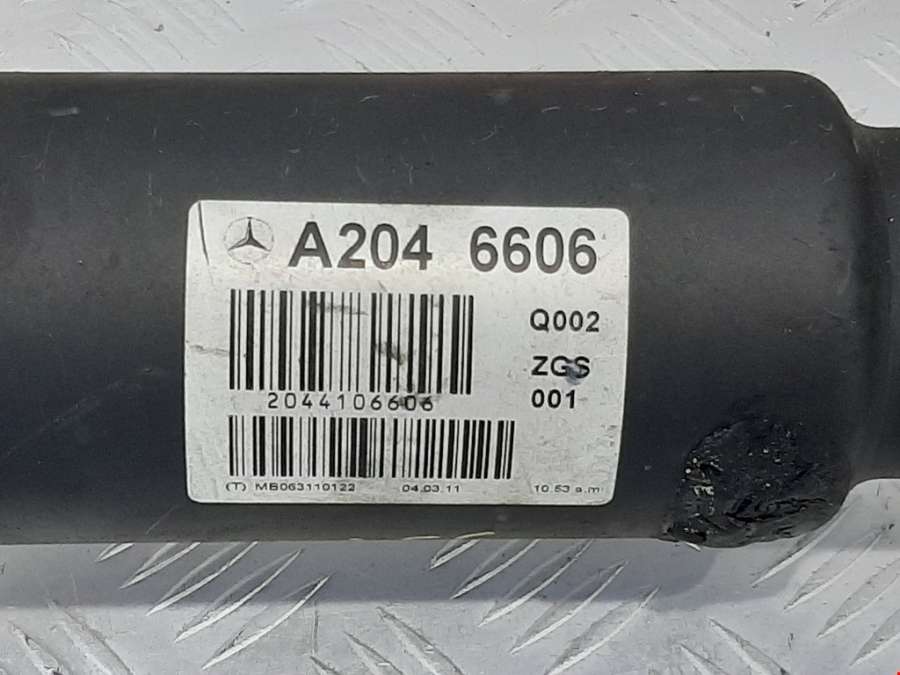 A204 6606
Q002
ZGS
2044106606
001
(T) MB063110122 04.03.11 10.53 a.m